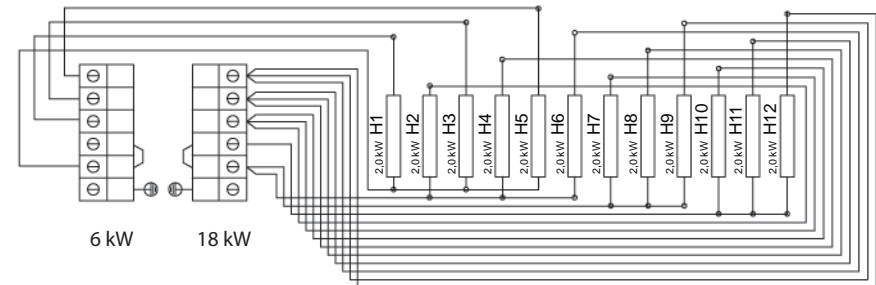 H1 2,0 kW
H2 2,0 kW
H3 2,0 kW
H4 2,0 kW
H5 2,0 kW
H6 2,0 kW
H7 2,0 kW
H8 2,0 kW
H9 2,0 kW
H10 2,0 kW
H11 2,0 kW
H12 2,0 kW
6 kW
18 kW